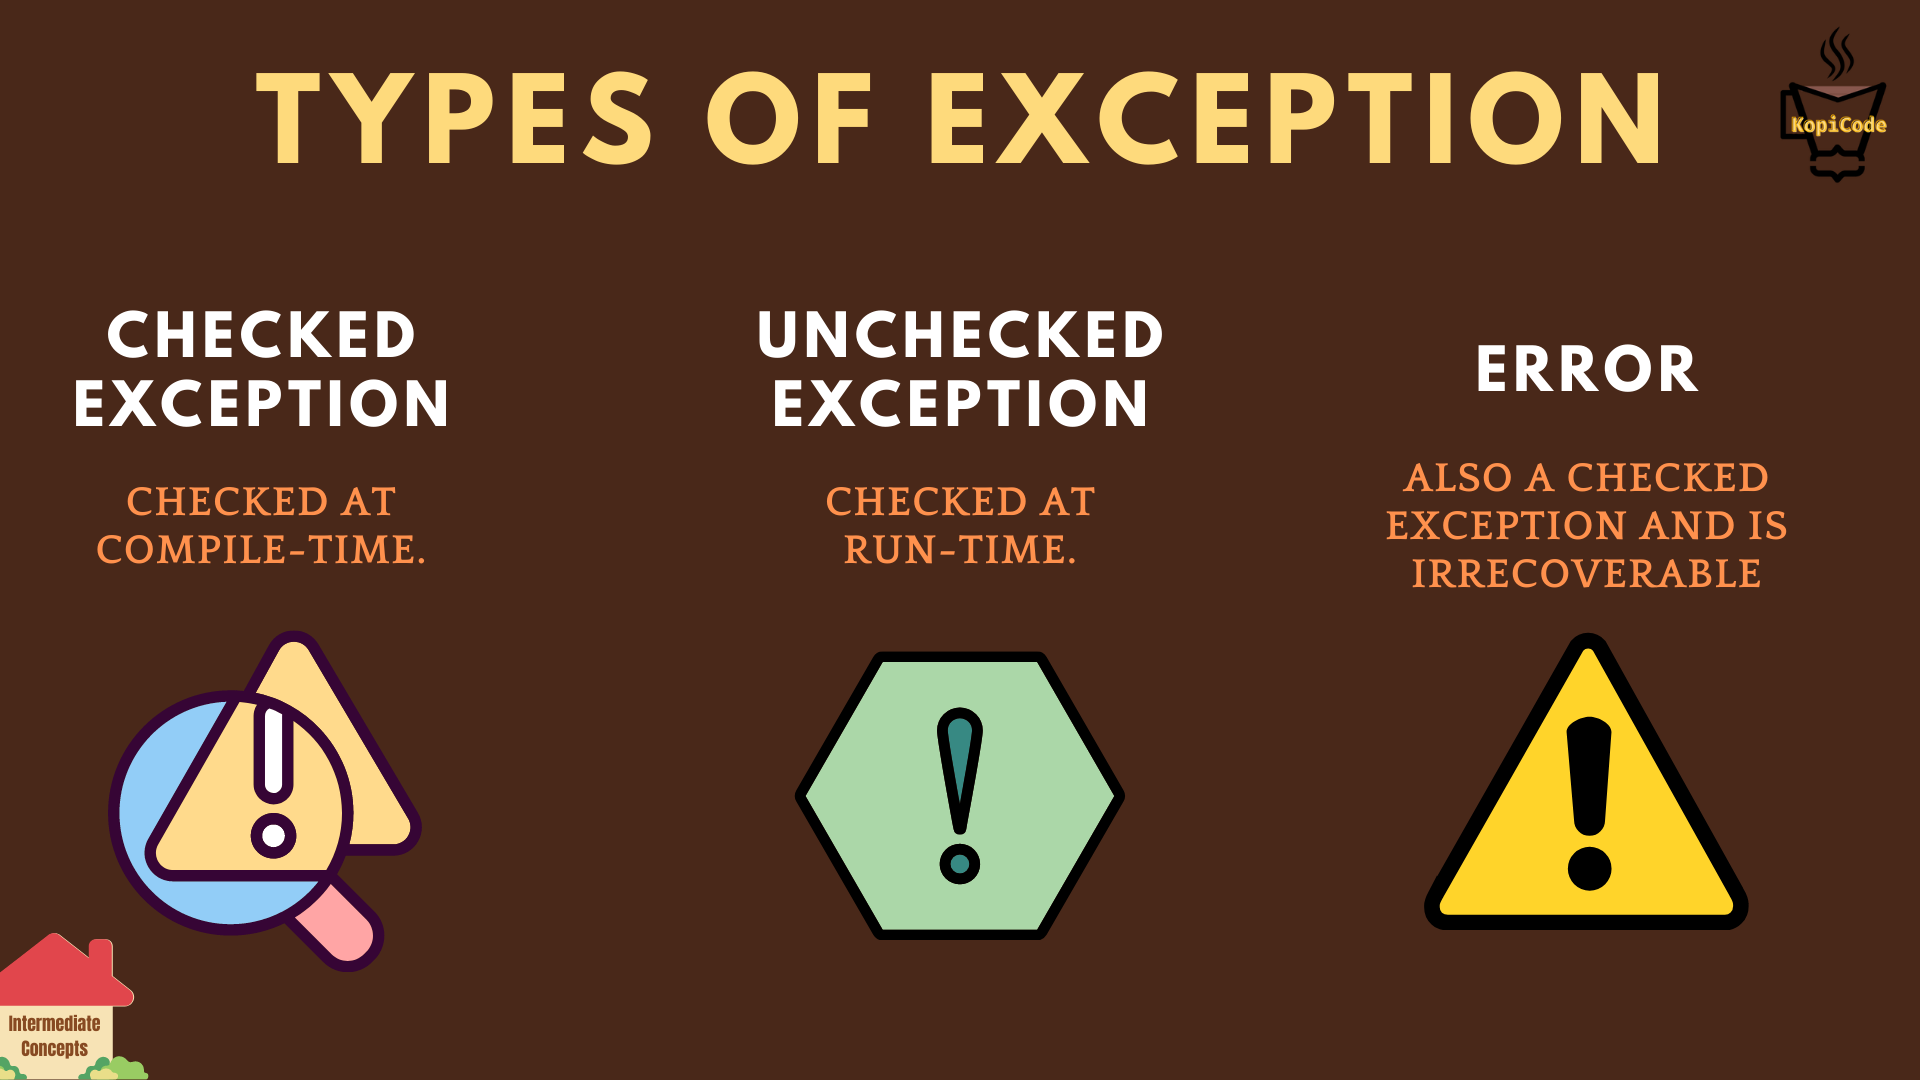 TYPES OF EXCEPTION
KopiCode
CHECKED
EXCEPTION
CHECKED AT
COMPILE-TIME.
UNCHECKED
EXCEPTION
CHECKED AT
RUN-TIME.
ERROR
ALSO A CHECKED
EXCEPTION AND IS
IRRECOVERABLE
Intermediate
Concepts